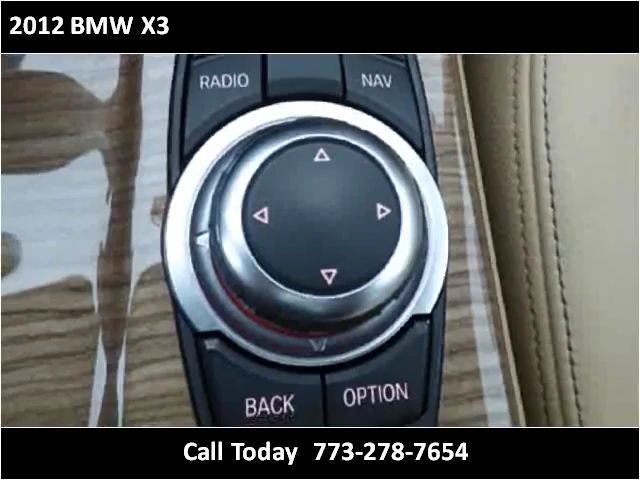 2012 BMW X3
RADIO
NAV
BACK
OPTION
Call Today 773-278-7654